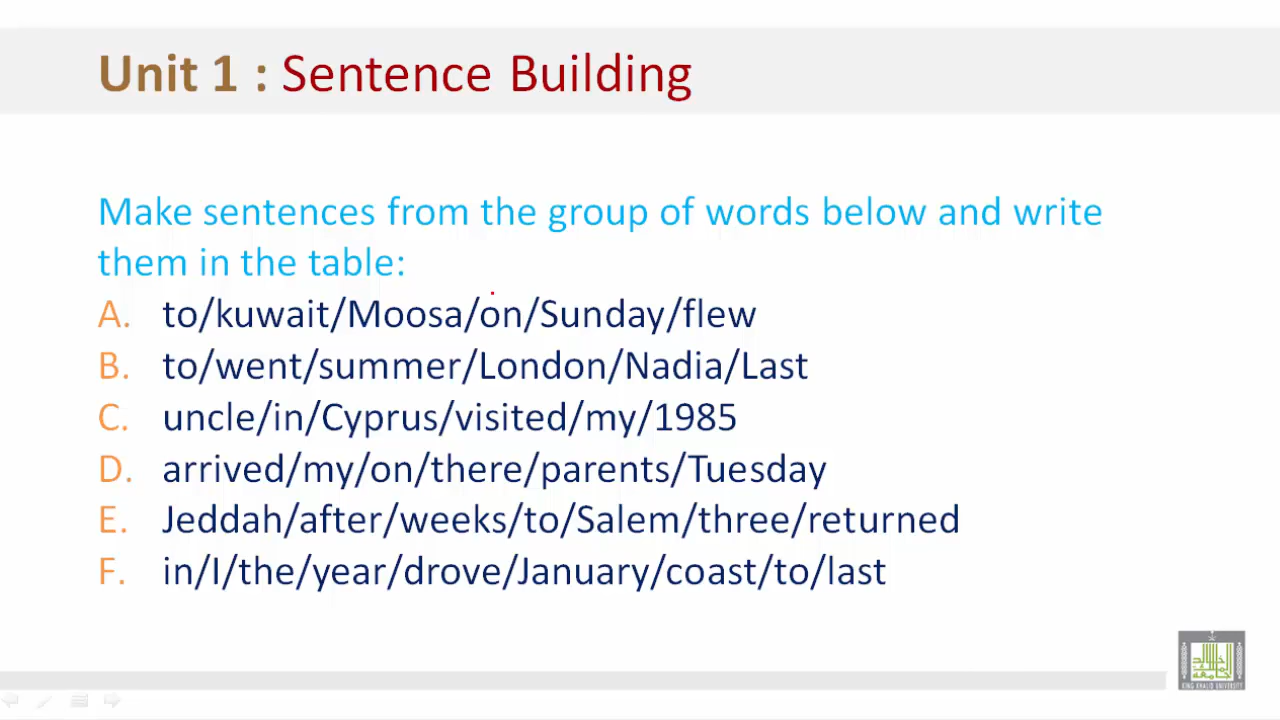 Unit 1 : Sentence Building
Make sentences from the group of words below and write
them in the table:
A. to/kuwait/Moosa/on/Sunday/flew
B. to/went/summer/London/Nadia/Last
C. uncle/in/Cyprus/visited/my/1985
D. arrived/my/on/there/parents/Tuesday
E. Jeddah/after/weeks/to/Salem/three/returned
F. in/I/the/year/drove/January/coast/to/last
KING KHALID UNIVERSITY